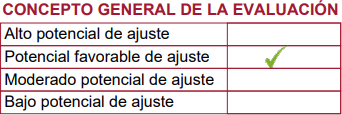 CONCEPTO GENERAL DE LA EVALUACIÓN
Alto potencial de ajuste
Potencial favorable de ajuste
Moderado potencial de ajuste
Bajo potencial de ajuste